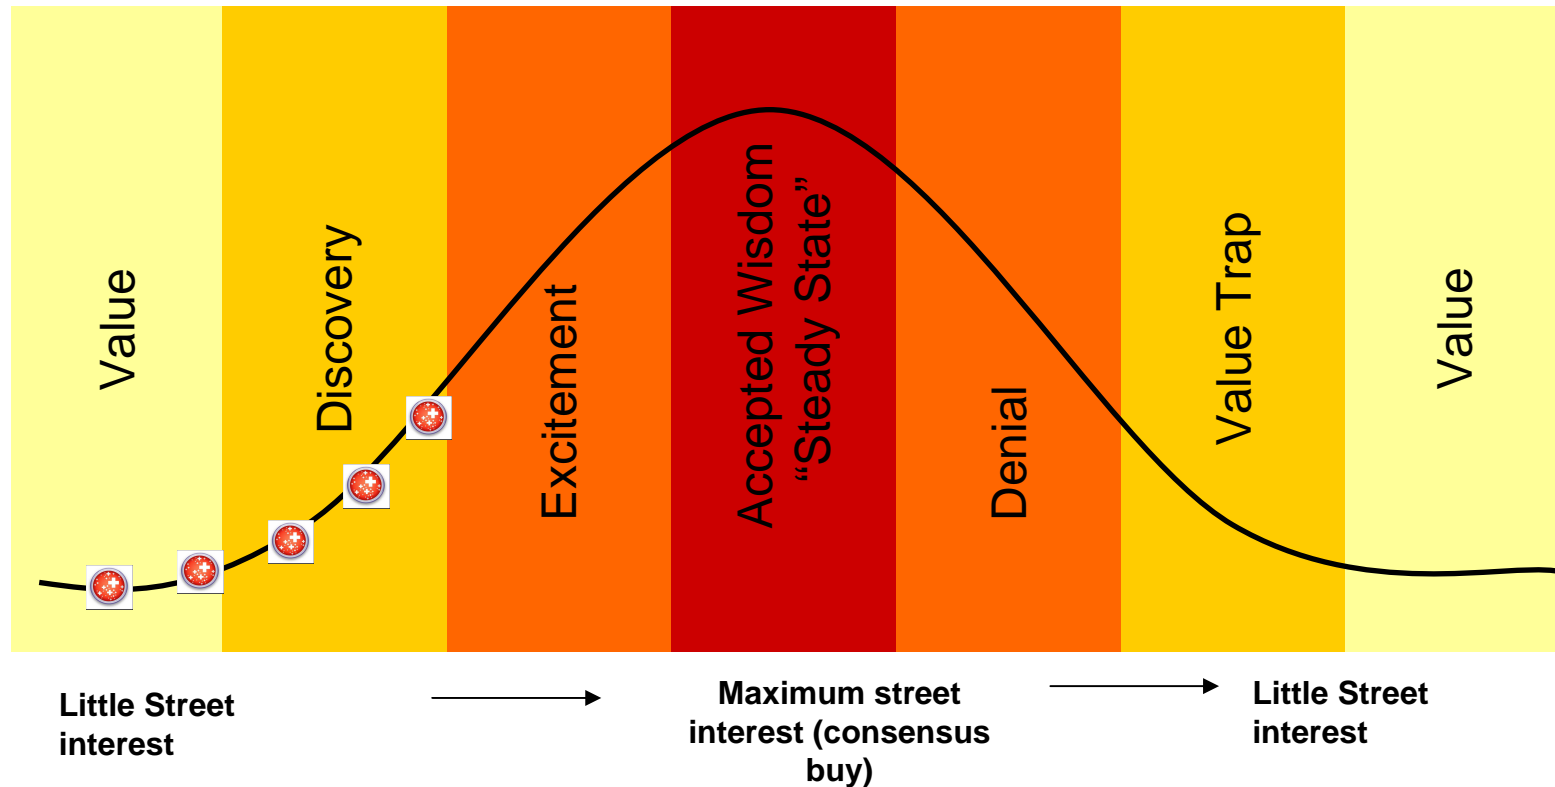 Value
Discovery
Excitement
Accepted Wisdom
“Steady State”
Denial
Value Trap
Value
Little Street
interest
Maximum street
interest (consensus
buy)
Little Street
interest